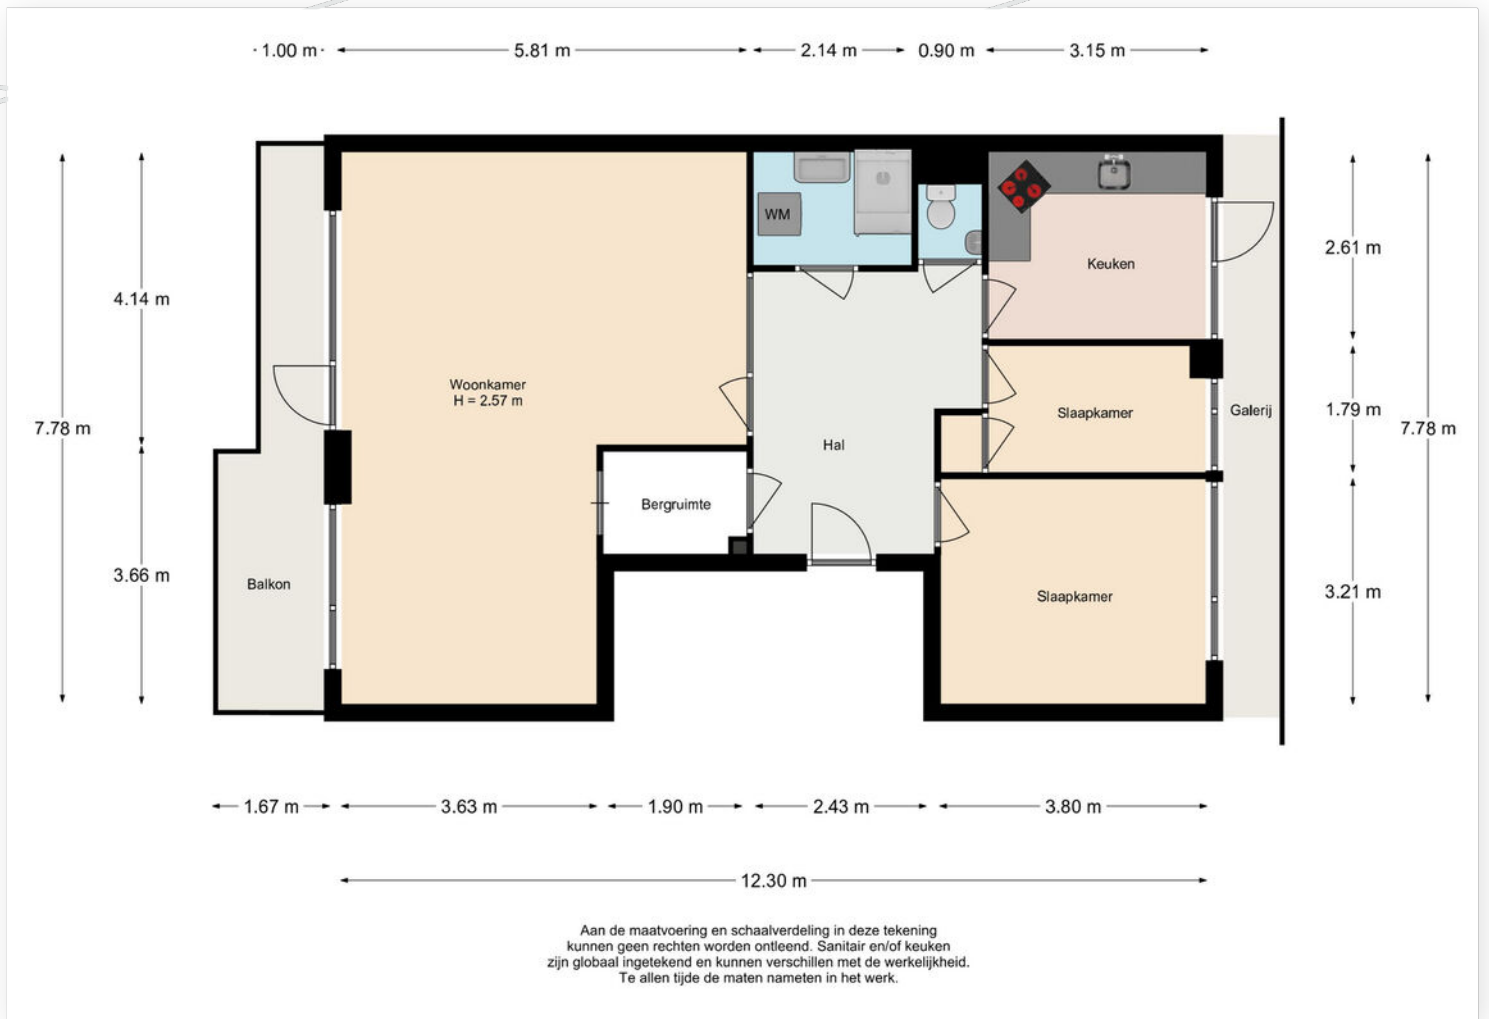 1.00 m
5.81 m
2.14 m
0.90 m
3.15 m
WM
Keuken
2.61 m
4.14 m
Woonkamer
H = 2.57 m
7.78 m
Slaapkamer
Galerij
1.79 m
7.78 m
Hal
Bergruimte
3.66 m
Balkon
Slaapkamer
3.21 m
1.67 m
3.63 m
1.90 m
2.43 m
3.80 m
12.30 m
Aan de maatvoering en schaalverdeling in deze tekening
kunnen geen rechten worden ontleend. Sanitair en/of keuken
zijn globaal ingetekend en kunnen verschillen met de werkelijkheid.
Te allen tijde de maten nameten in het werk.